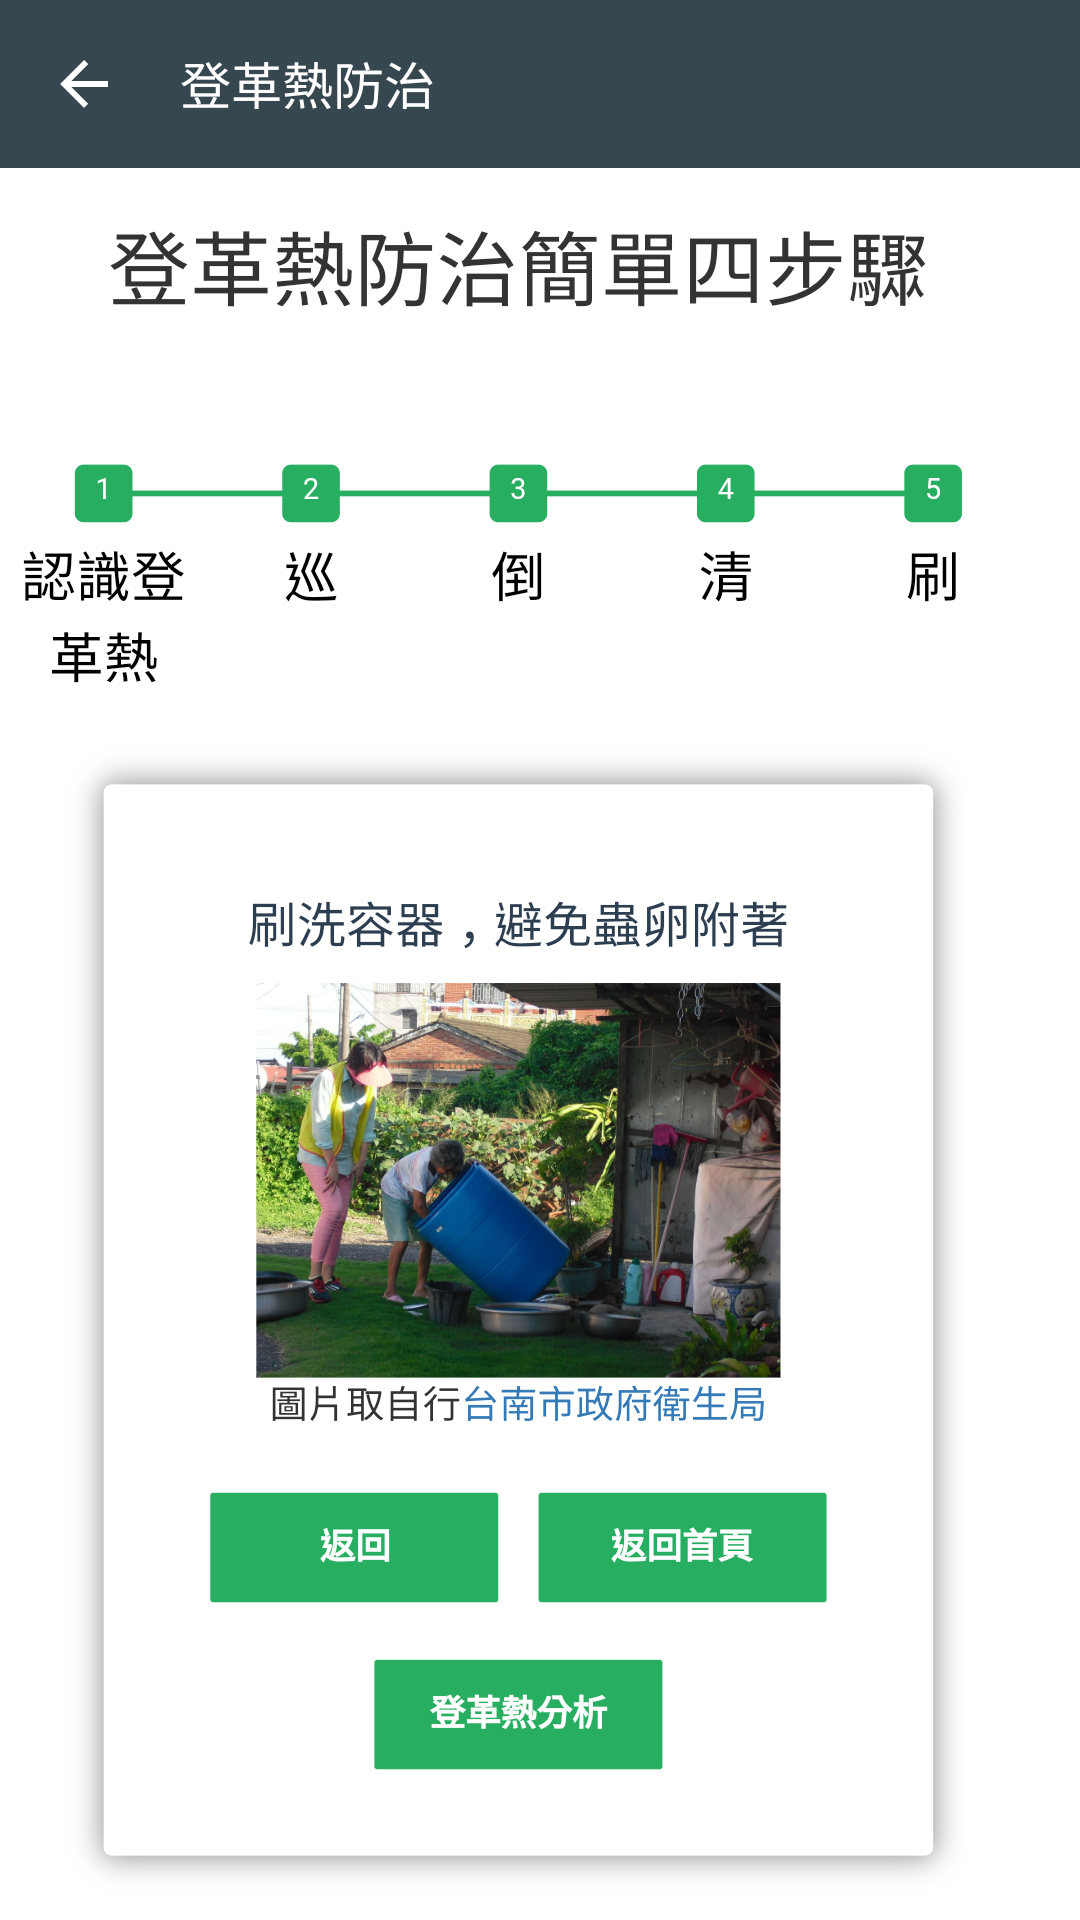 登革熱防治
登革熱防治簡單四步驟
1 2 3 4 5
認識登革熱 巡 倒 清 刷
刷洗容器，避免蟲卵附著
圖片取自行台南市政府衛生局
返回 返回首頁
登革熱分析